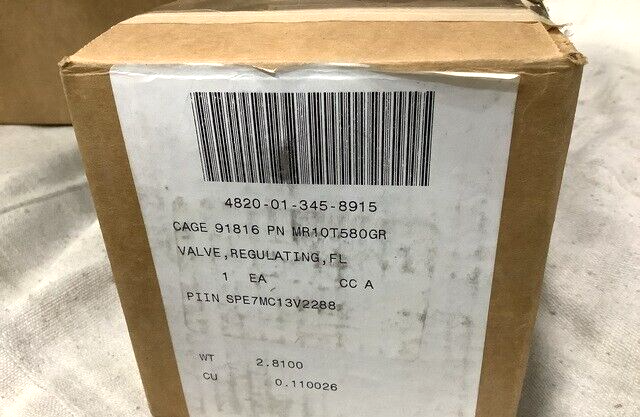 4820-01-345-8915
CAGE 91816 PN MR10T580GR
VALVE,REGULATING,FL
1 EA CC A
PIIN SPE7MC13V2288
WT 2.8100
CU 0.110026